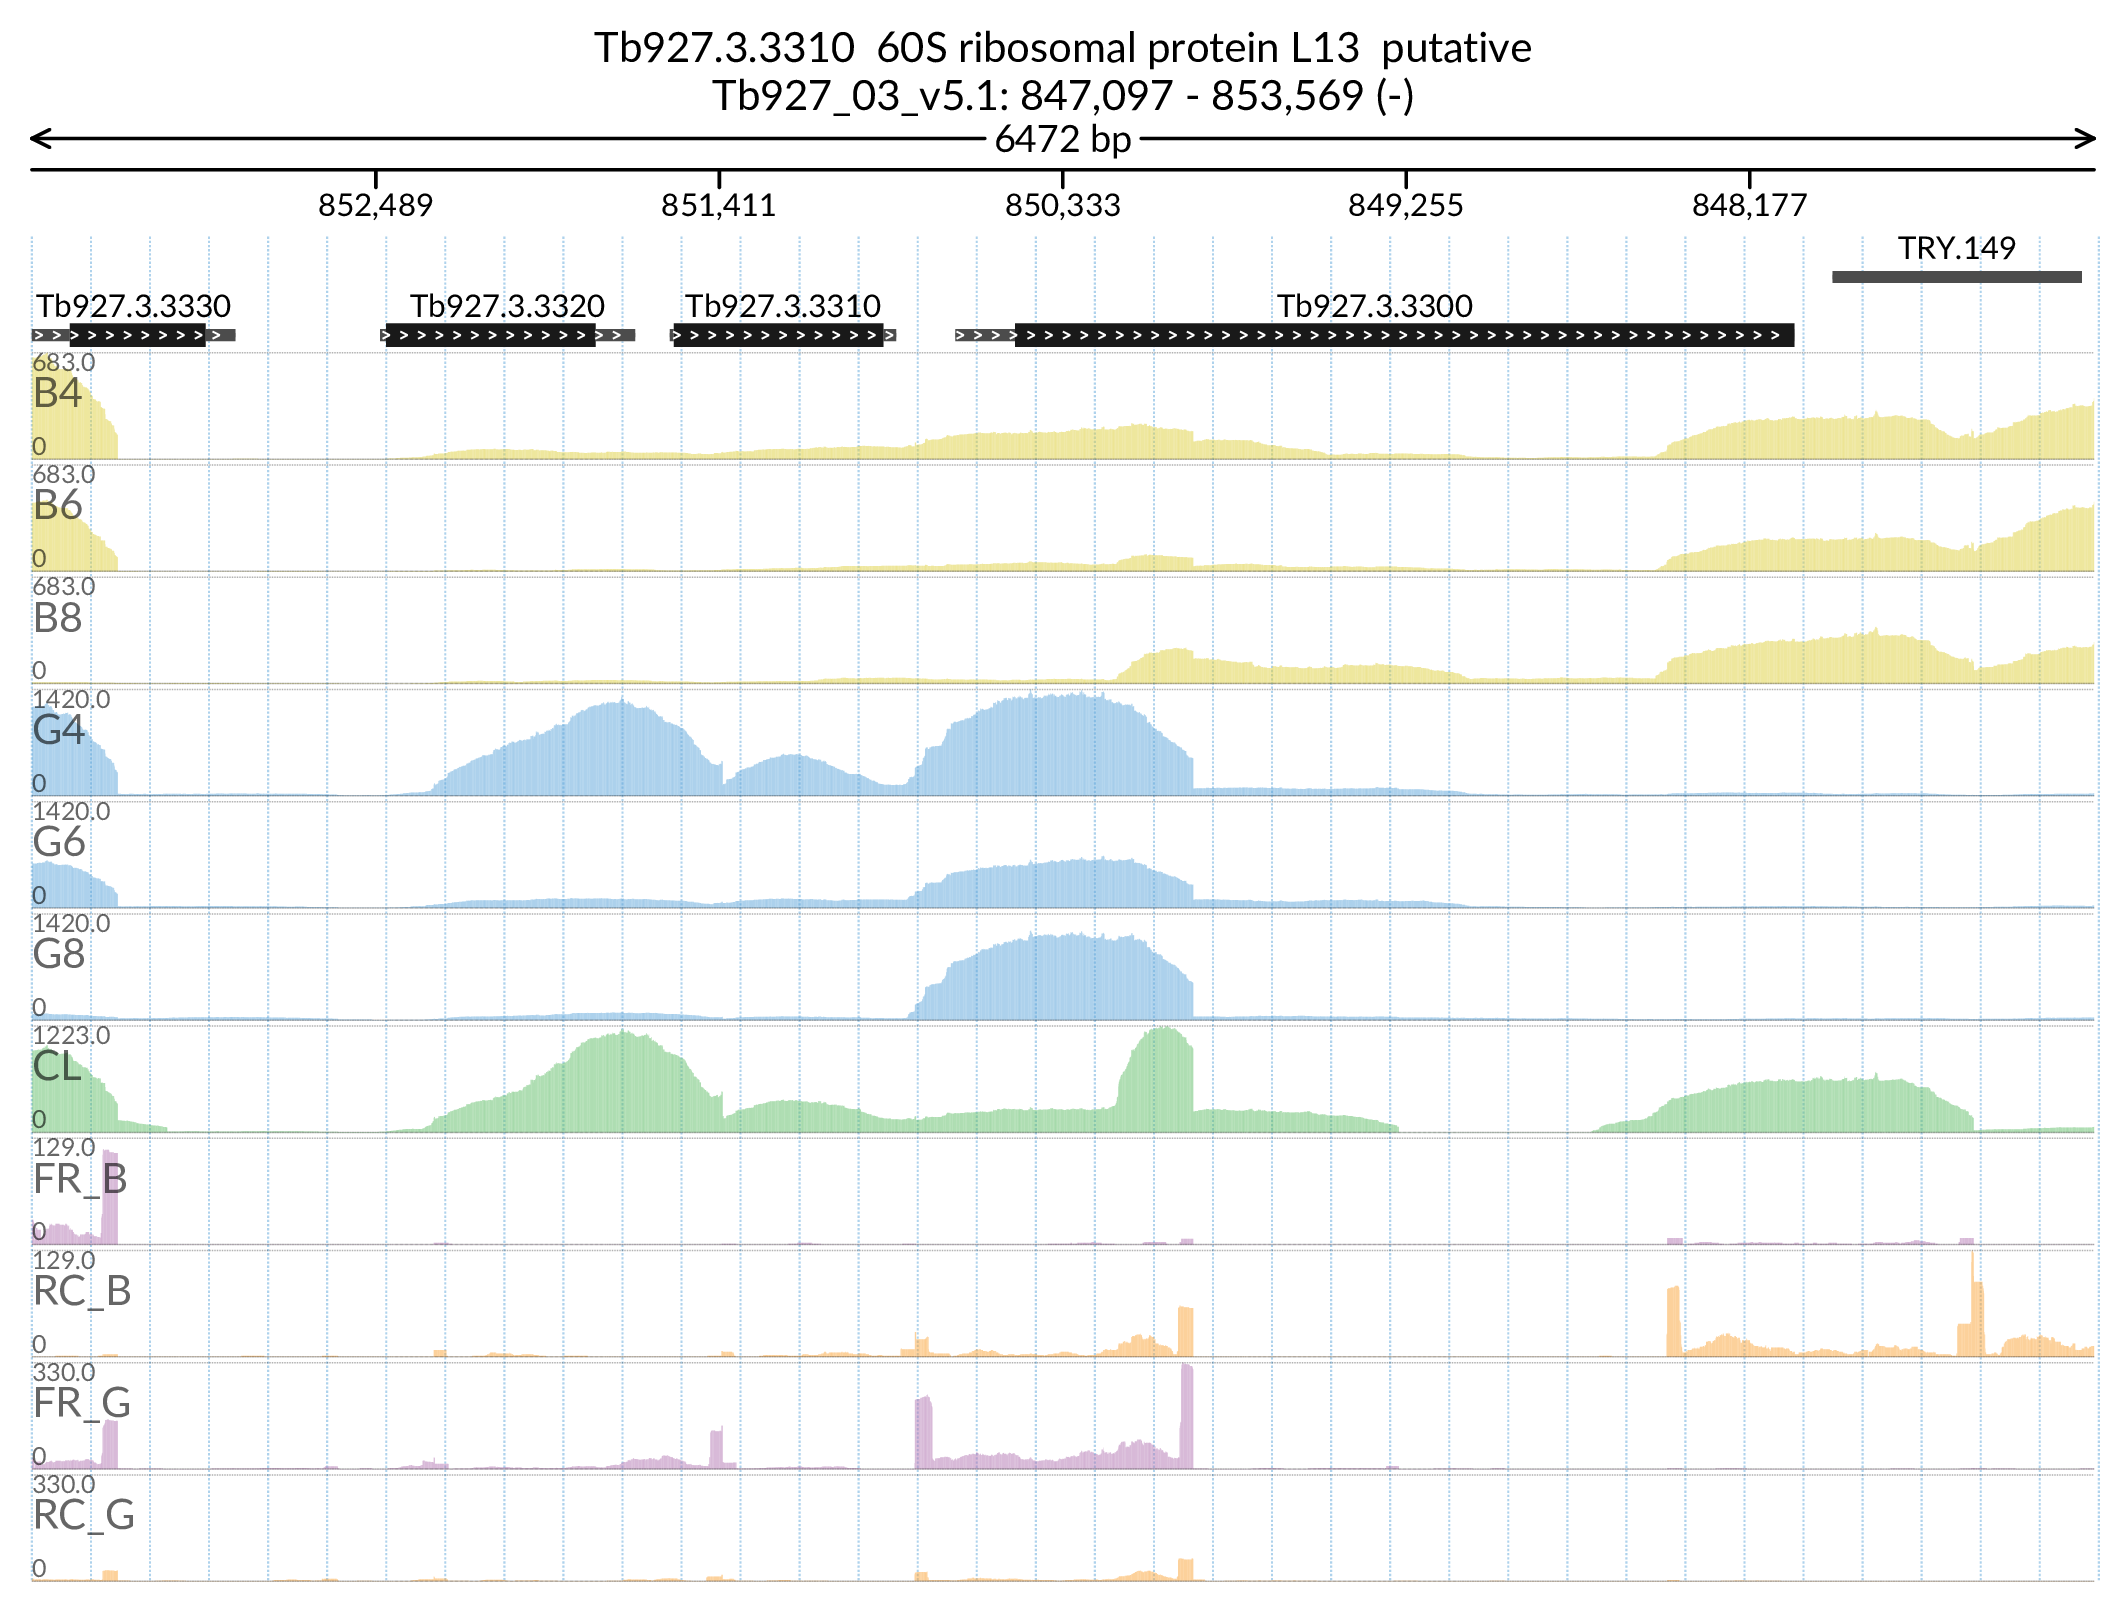 Tb927.3.3310  60S ribosomal protein L13  putative
Tb927_03_v5.1: 847,097 - 853,569 (-)
6472 bp
852,489 851,411 850,333 849,255 848,177
TRY.149
Tb927.3.3330 Tb927.3.3320 Tb927.3.3310 Tb927.3.3300
683.0
B4
0
683.0
B6
0
683.0
B8
0
1420.0
G4
0
1420.0
G6
0
1420.0
G8
0
1223.0
CL
0
129.0
FR_B
0
129.0
RC_B
0
330.0
FR_G
0
330.0
RC_G
0